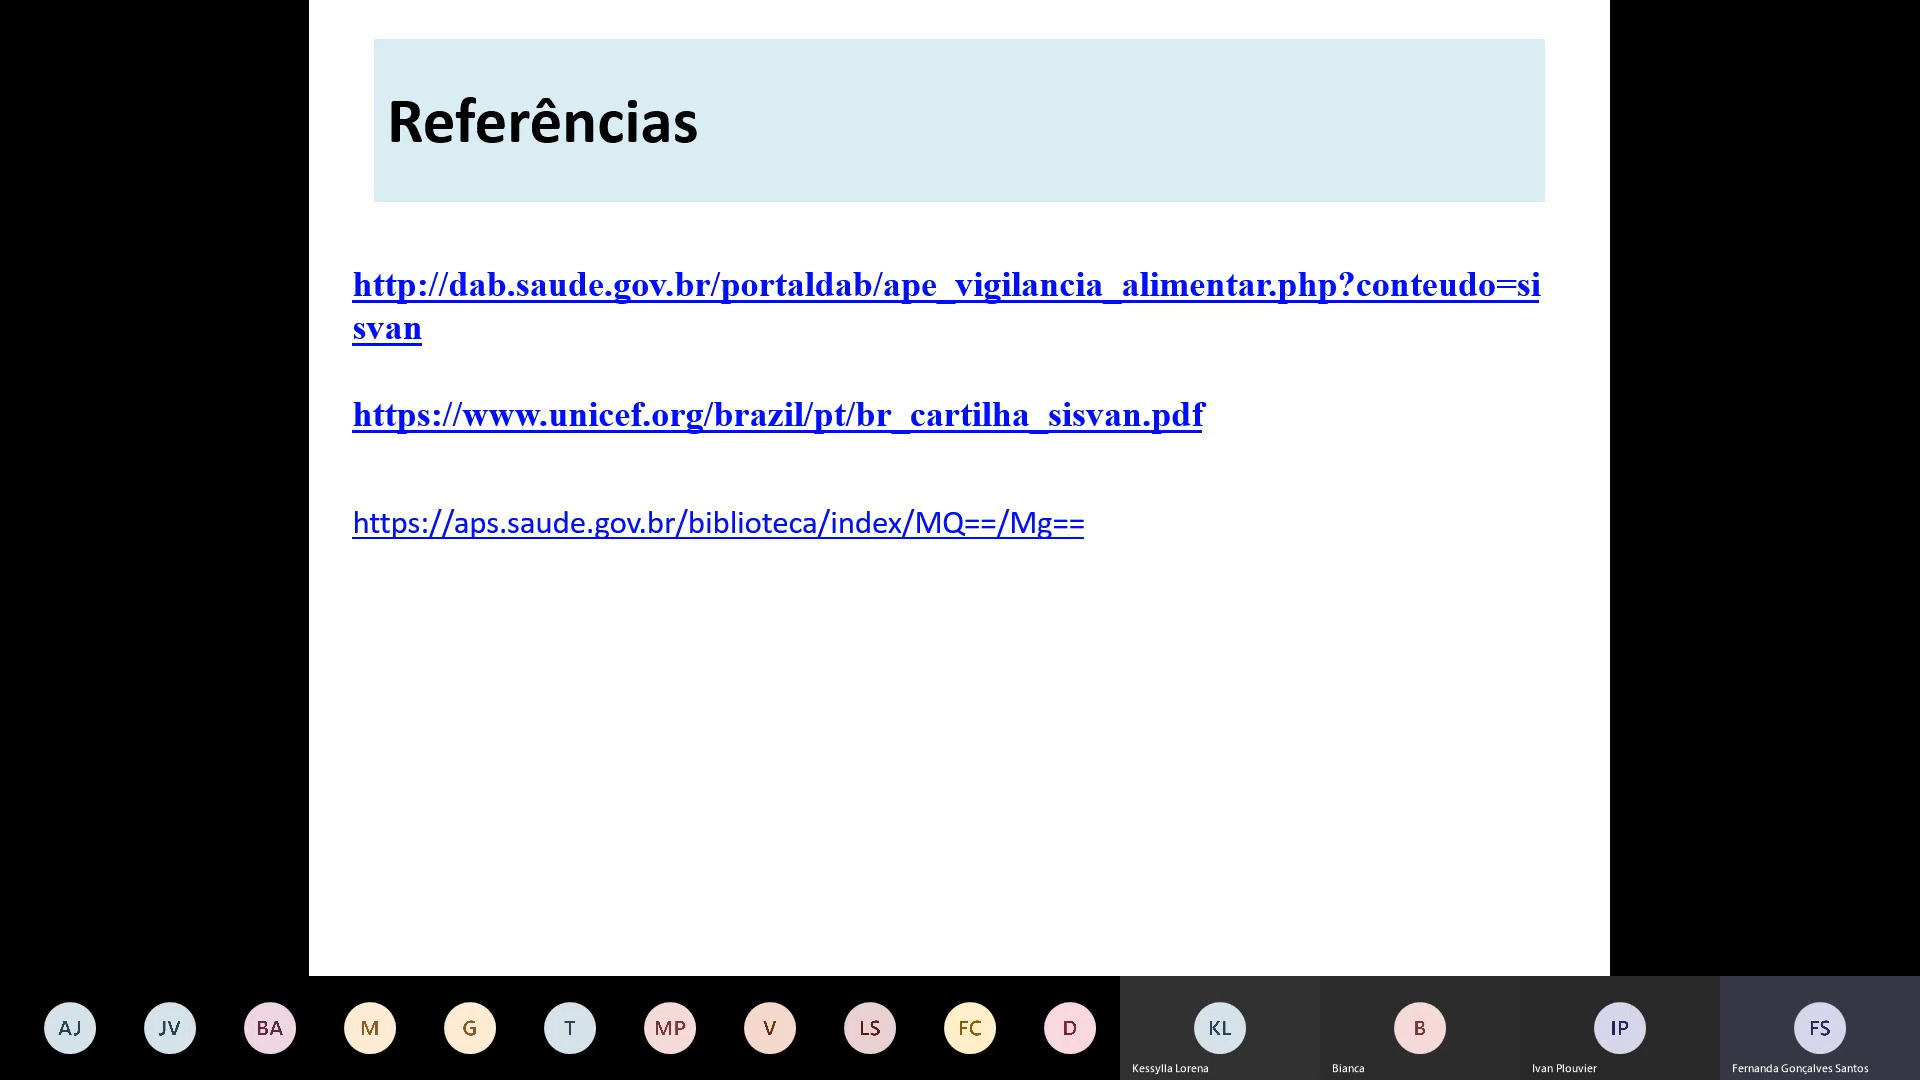 Referências
http://dab.saude.gov.br/portaldab/ape_vigilancia_alimentar.php?conteudo=si
svan
https://www.unicef.org/brazil/pt/br_cartilha_sisvan.pdf
https://aps.saude.gov.br/biblioteca/index/MQ==/Mg==
AJ JV BA M G T MP V LS FC D KL B IP FS
Kessylla Lorena Bianca Ivan Plouvier Fernanda Gonçalves Santos